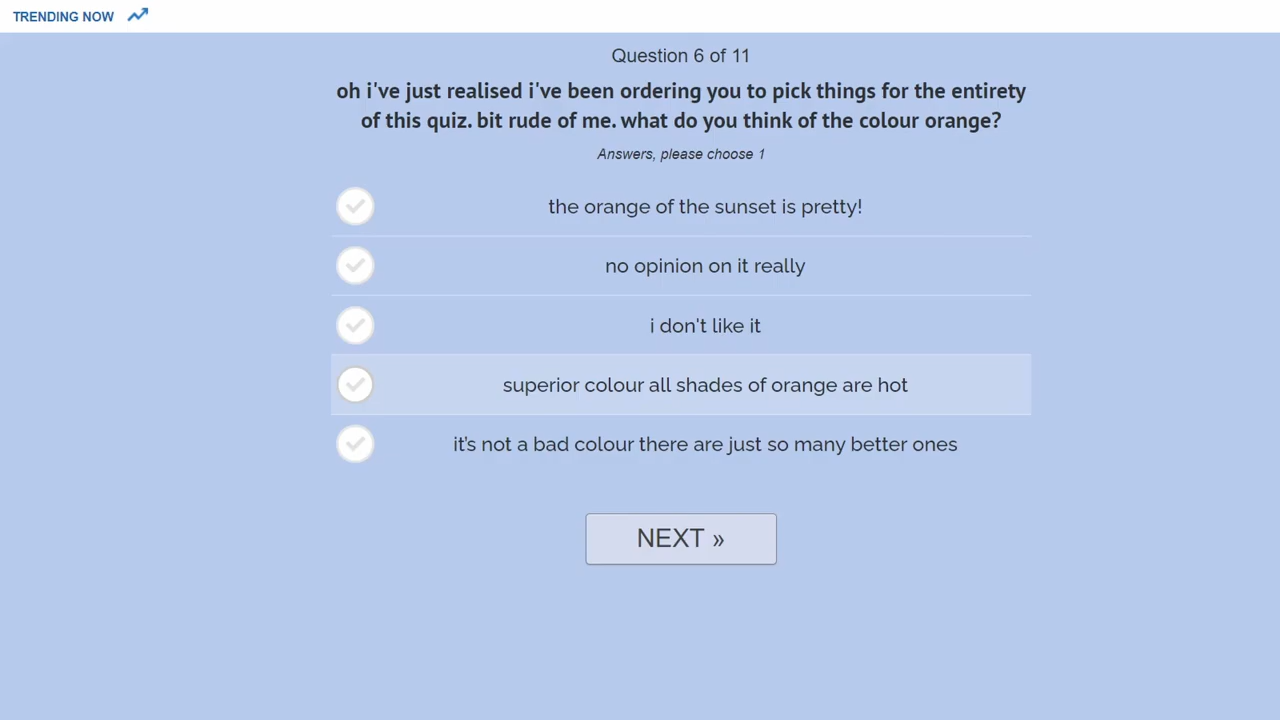 TRENDING NOW
Question 6 of 11
oh i've just realised i've been ordering you to pick things for the entirety
of this quiz. bit rude of me. what do you think of the colour orange?
Answers, please choose 1
the orange of the sunset is pretty!
no opinion on it really
i don't like it
superior colour all shades of orange are hot
it’s not a bad colour there are just so many better ones
NEXT »